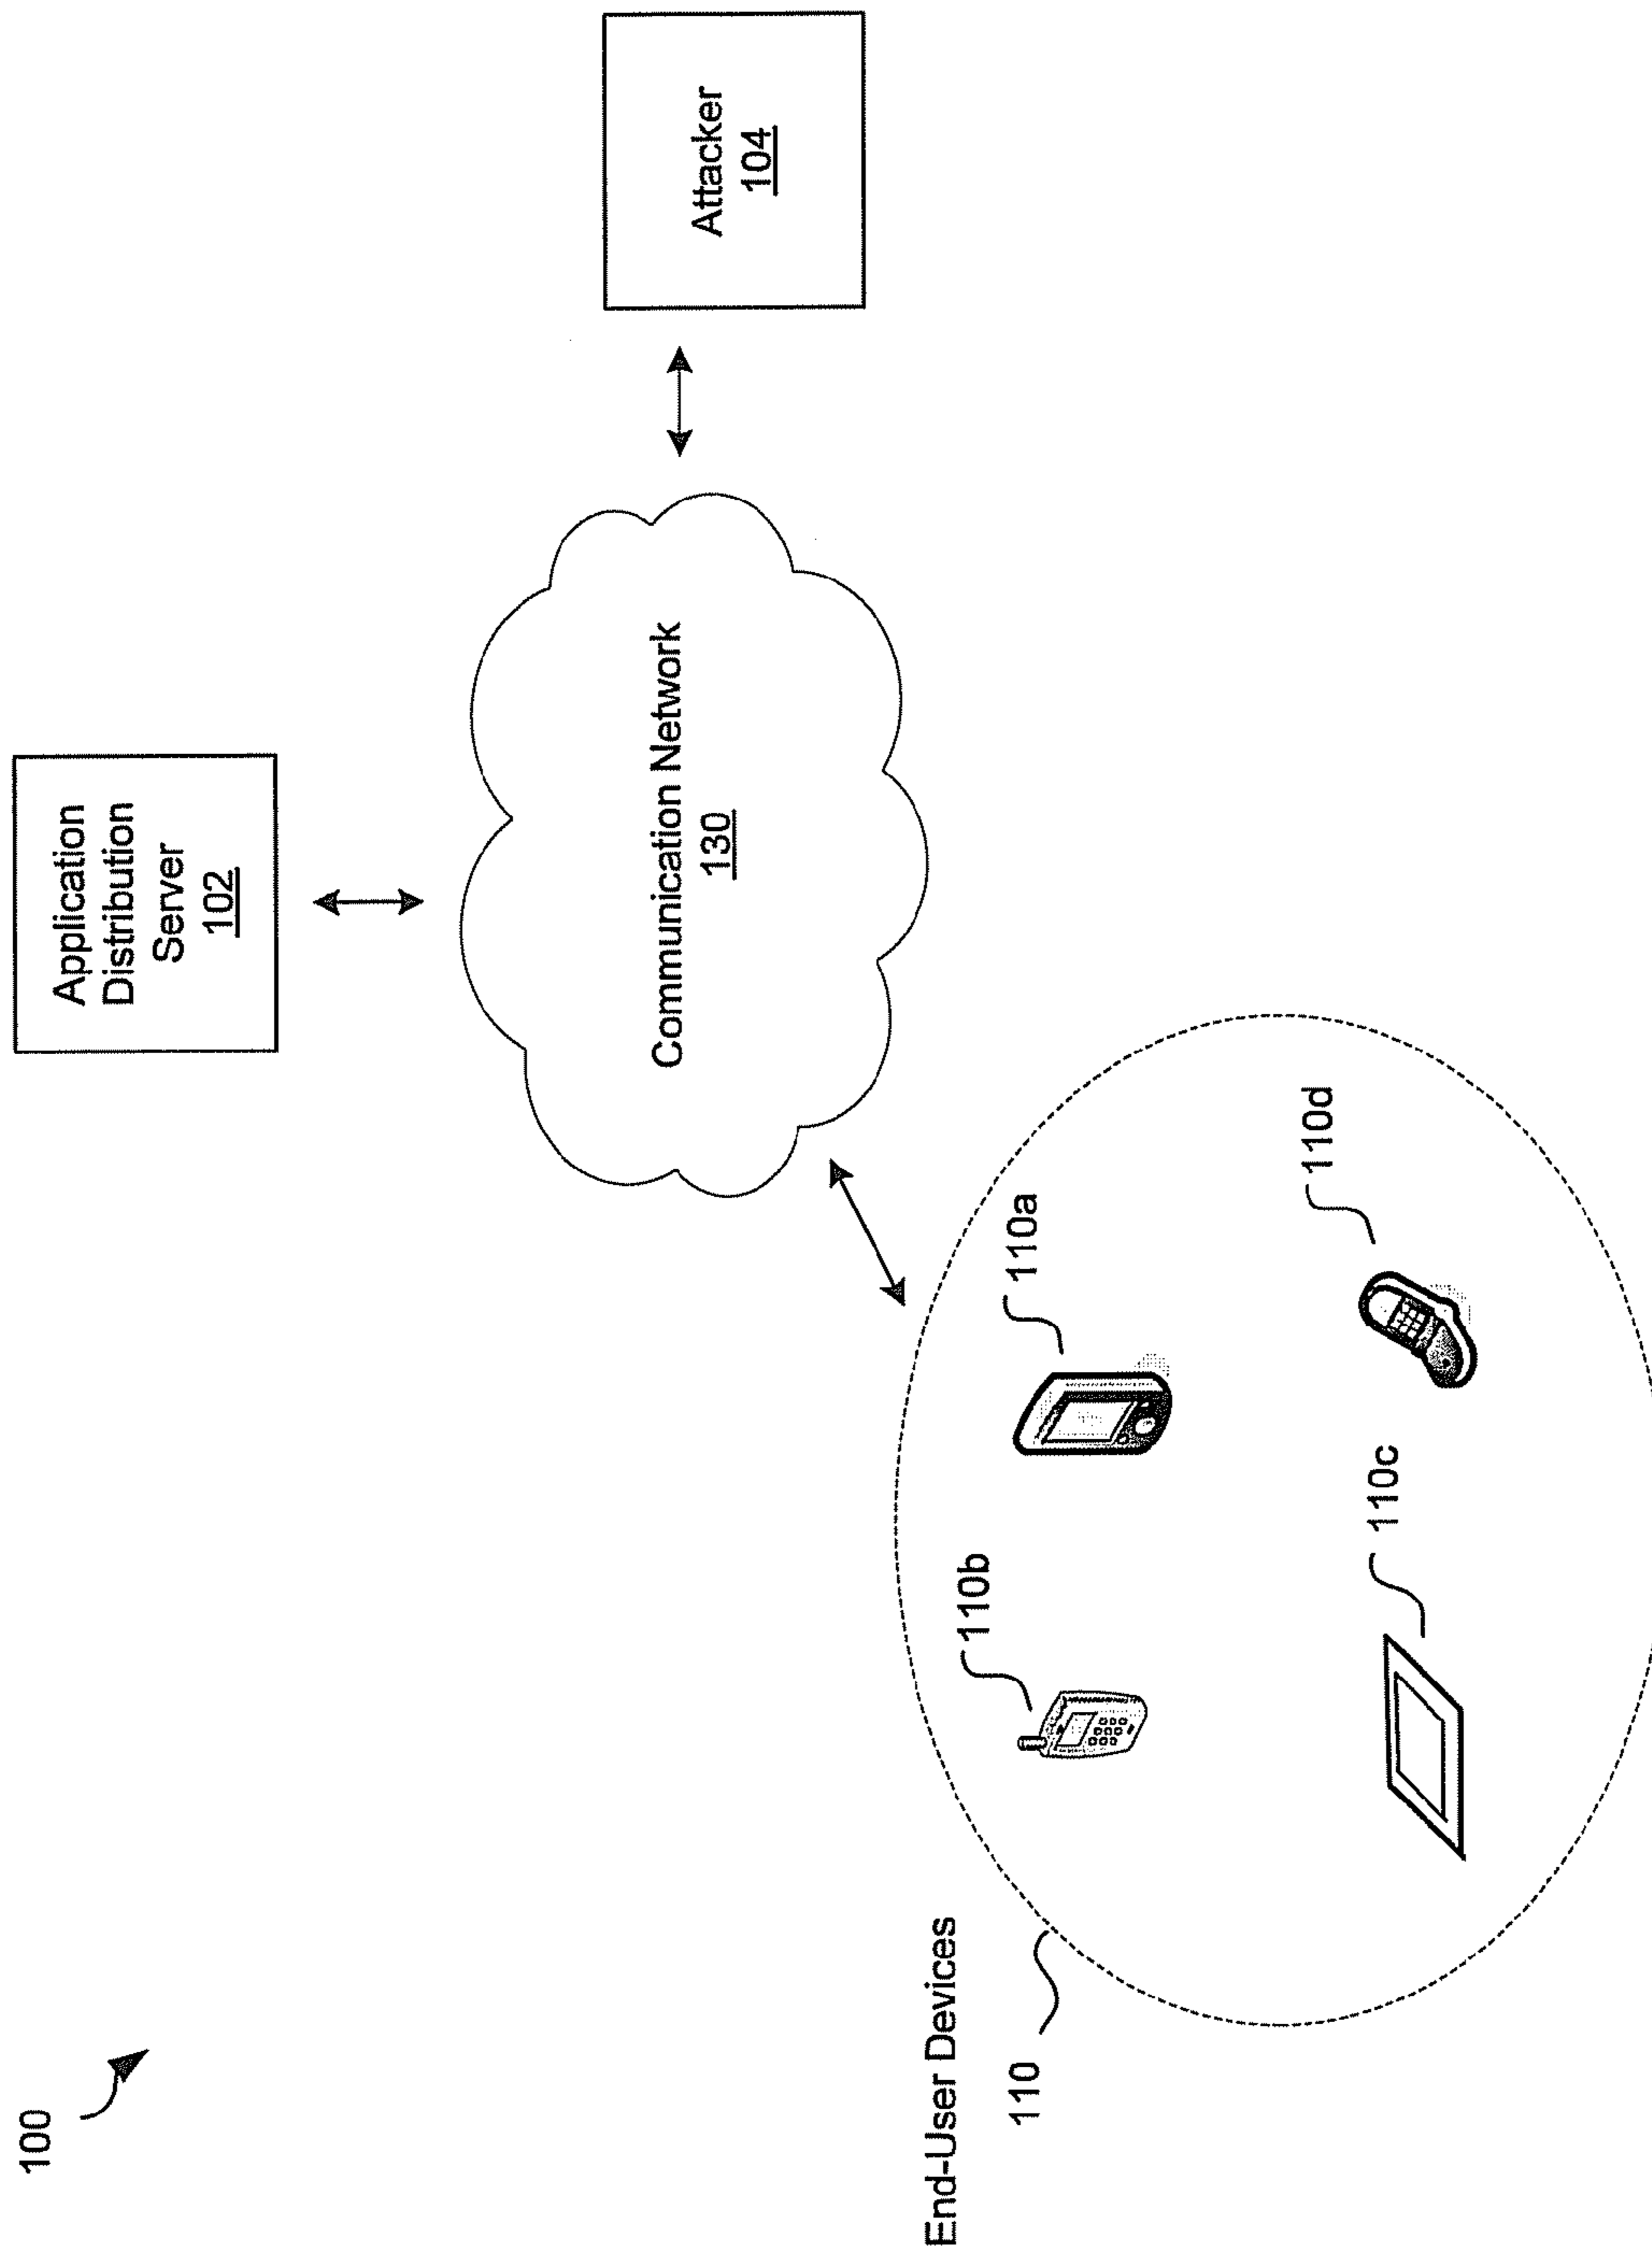 100
Application
Distribution
Server
102
Communication Network
130
Attacker
104
End-User Devices
110
110b
110a
110c
110d